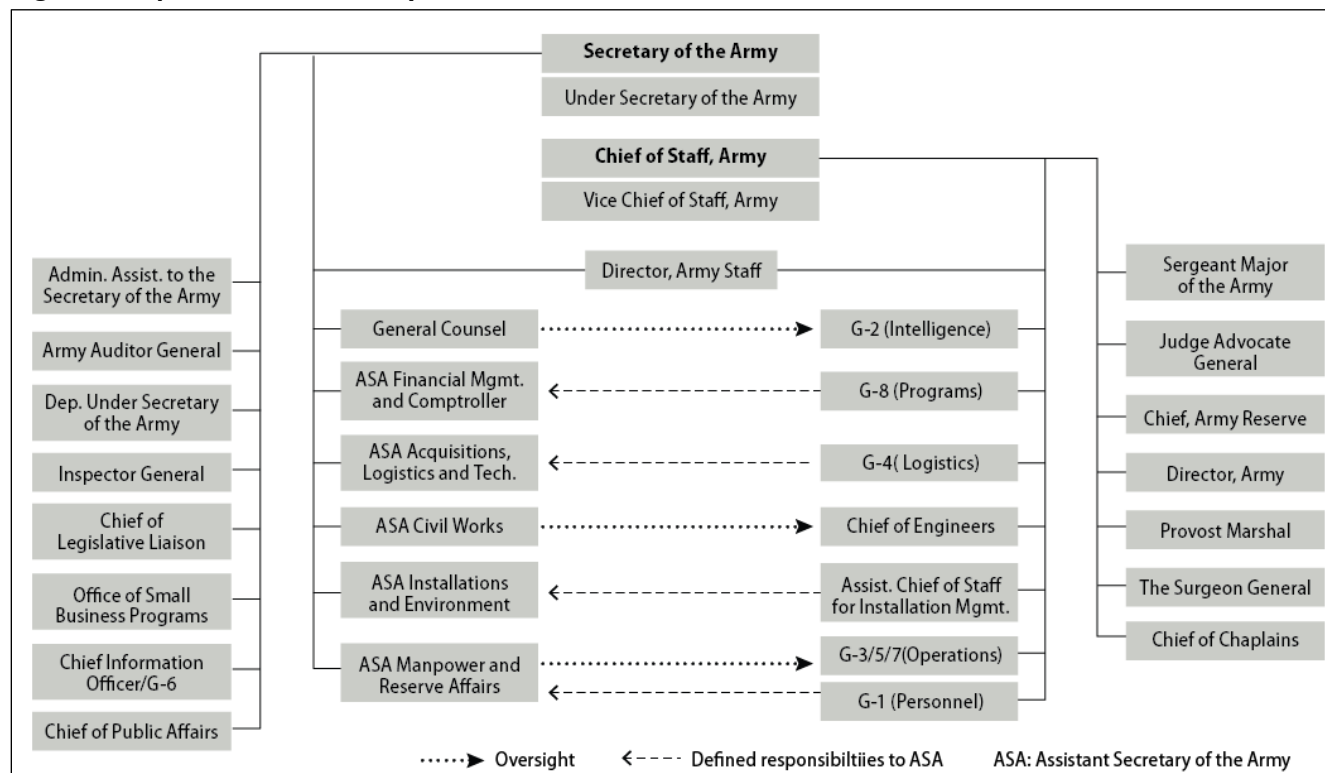 Secretary of the Army
Under Secretary of the Army
Chief of Staff, Army
Vice Chief of Staff, Army
Director, Army Staff
Admin. Assist. to the
Secretary of the Army
Army Auditor General
Dep. Under Secretary
of the Army
Inspector General
Chief of
Legislative Liaison
Office of Small
Business Programs
Chief Information
Officer/G-6
Chief of Public Affairs
General Counsel
ASA Financial Mgmt.
and Comptroller
ASA Acquisitions,
Logistics and Tech.
ASA Civil Works
ASA Installations
and Environment
ASA Manpower and
Reserve Affairs
G-2 (Intelligence)
G-8 (Programs)
G-4( Logistics)
Chief of Engineers
Assist. Chief of Staff
for Installation Mgmt.
G-3/5/7(Operations)
G-1 (Personnel)
Sergeant Major
of the Army
Judge Advocate
General
Chief, Army Reserve
Director, Army
Provost Marshal
The Surgeon General
Chief of Chaplains
Oversight
Defined responsibiltiies to ASA
ASA: Assistant Secretary of the Army